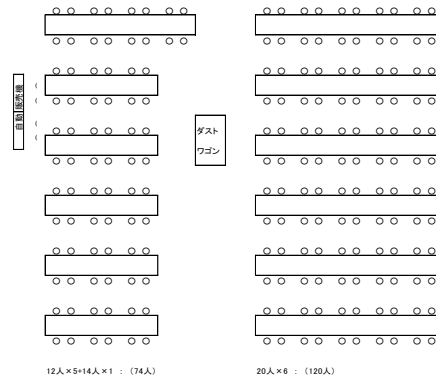 自動販売機
ダスト
ワゴン
12人×5+14人×1 : (74人)
20人×6 : (120人)